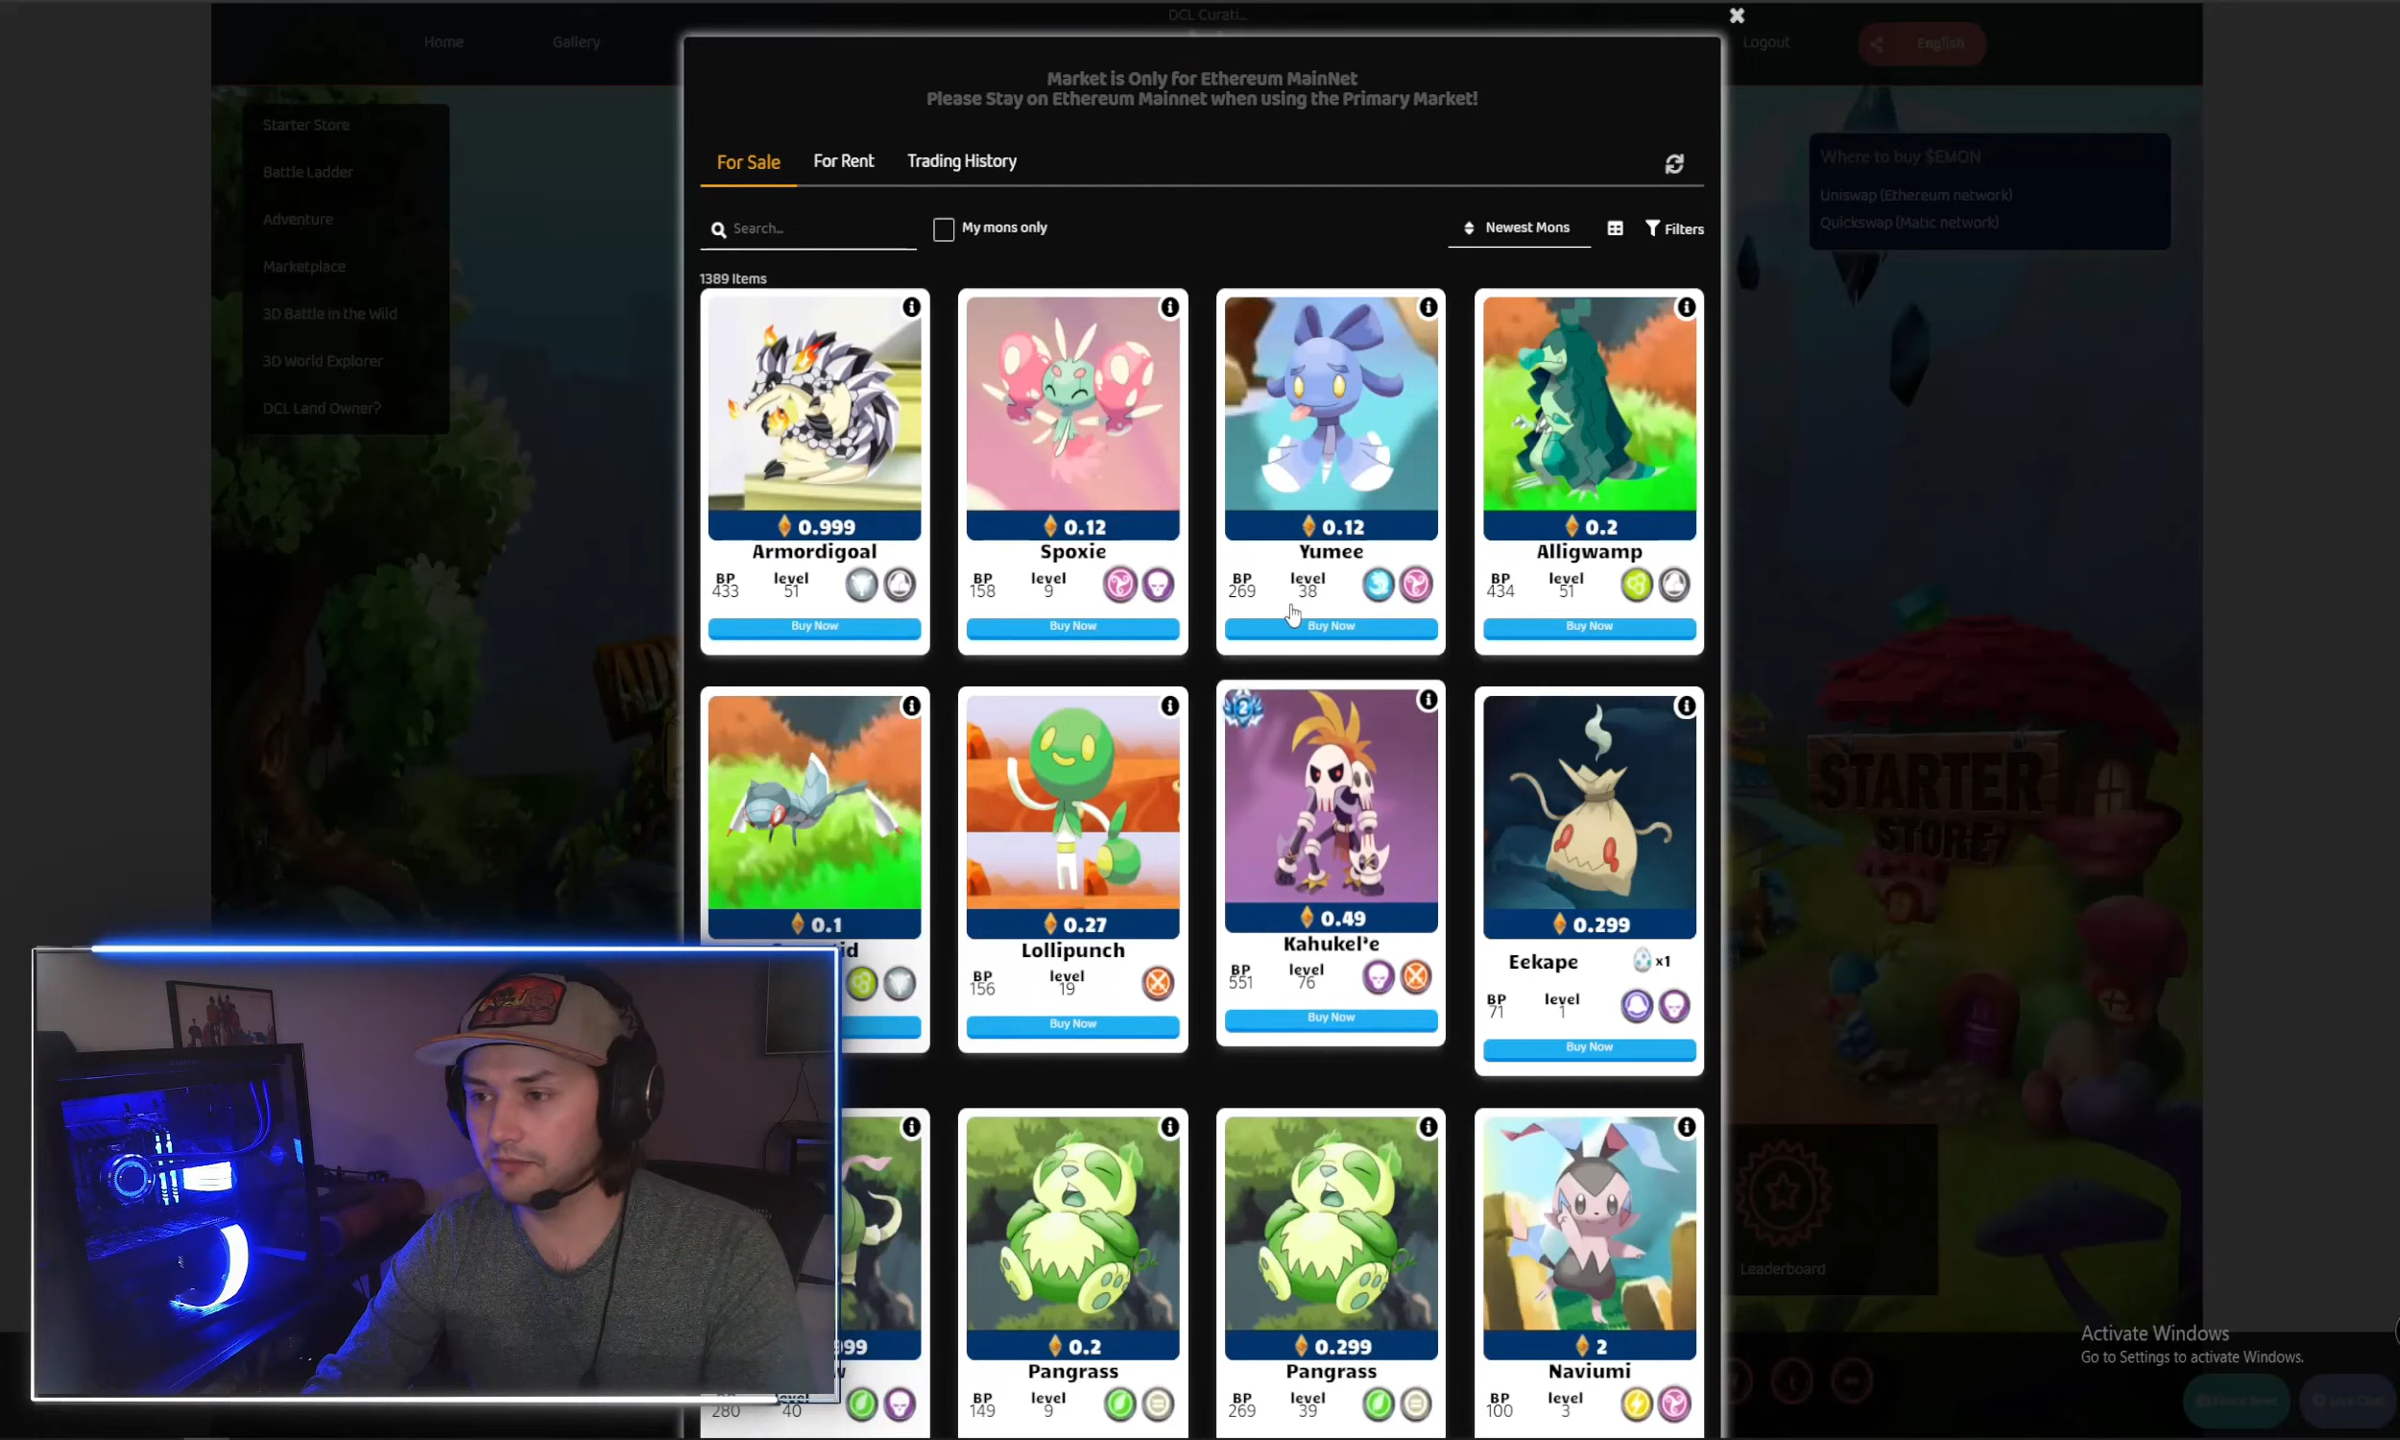 DCL Curati...
Home
Gallery
Logout
English
Market is Only for Ethereum MainNet
Please Stay on Ethereum Mainnet when using the Primary Market!
Starter Store
Battle Ladder
Adventure
Marketplace
3D Battle in the Wild
3D World Explorer
DCL Land Owner?
Where to buy $EMON
Uniswap (Ethereum network)
Quickswap (Matic network)
For Sale
For Rent
Trading History
Search...
My mons only
Newest Mons
Filters
1389 Items
0.999
Armordigoal
BP
433
level
51
Buy Now
0.12
Spoxie
BP
158
level
9
Buy Now
0.12
Yumee
BP
269
level
38
Buy Now
0.2
Alligwamp
BP
434
level
51
Buy Now
0.1
id
0.27
Lollipunch
BP
156
level
19
Buy Now
2
0.49
Kahukel'e
BP
551
level
76
Buy Now
0.299
Eekape
x1
BP
71
level
1
Buy Now
999
w
280
level
40
0.2
Pangrass
BP
149
level
9
0.299
Pangrass
BP
269
level
39
2
Naviumi
BP
100
level
3
STARTER
STORE
Leaderboard
Activate Windows
Go to Settings to activate Windows.